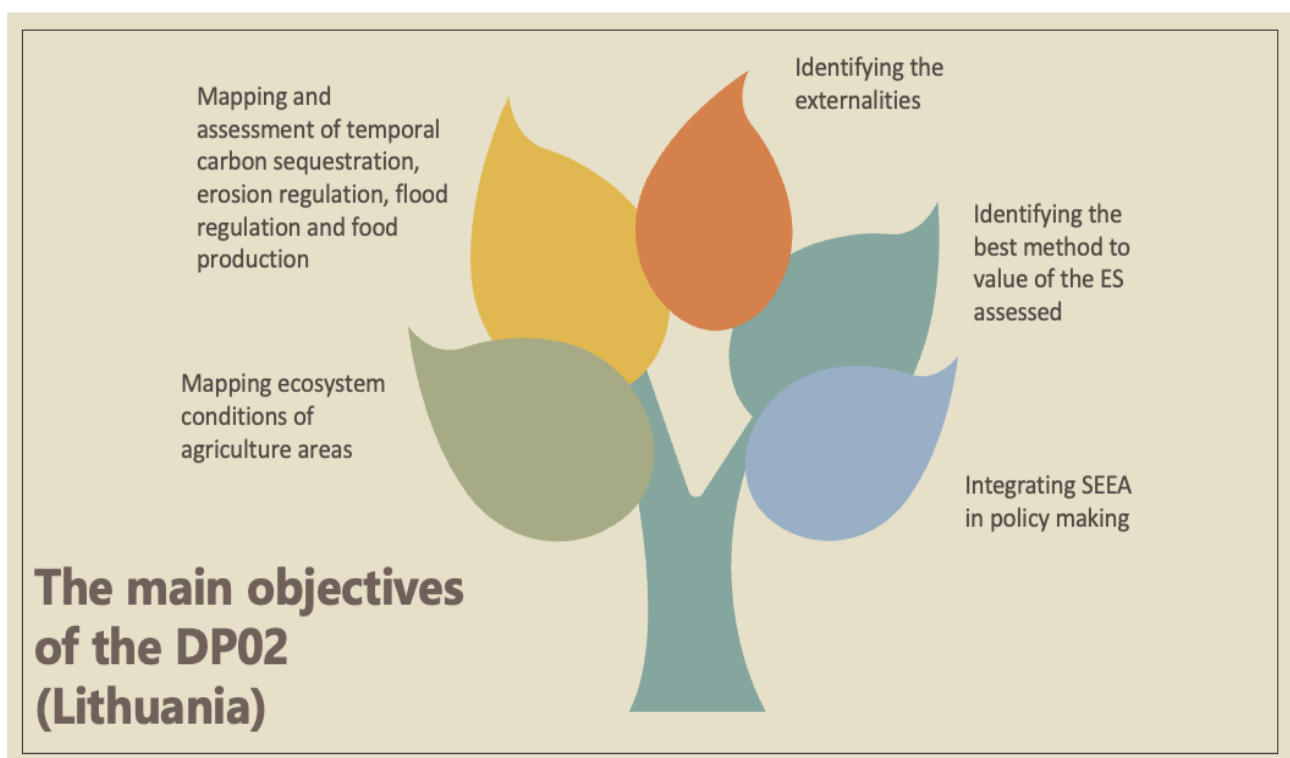 Mapping and
assessment of temporal
carbon sequestration,
erosion regulation, flood
regulation and food
production
Identifying the
externalities
Identifying the
best method to
value of the ES
assessed
Mapping ecosystem
conditions of
agriculture areas
Integrating SEEA
in policy making
The main objectives
of the DP02
(Lithuania)